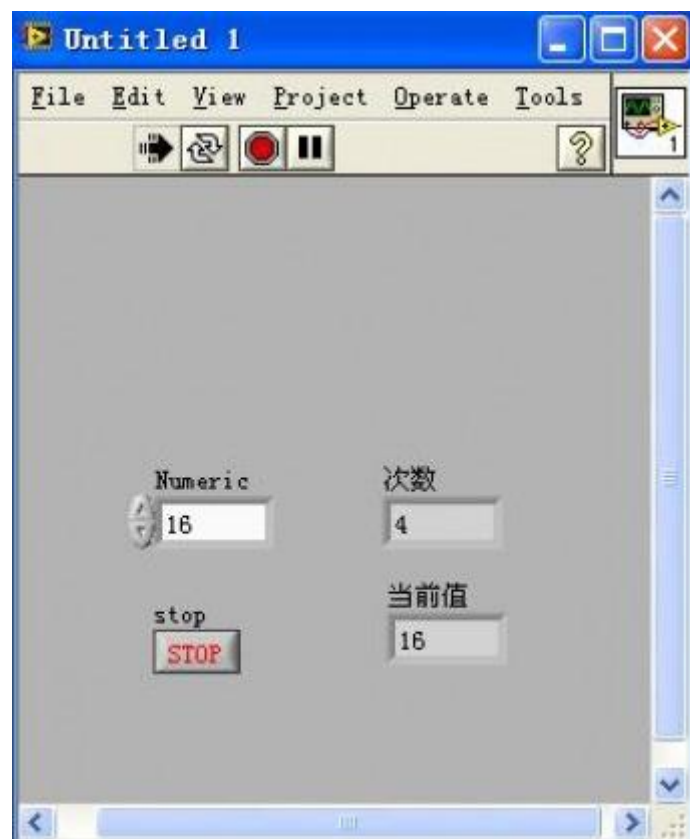 Untitled 1
File Edit View Project Operate Tools
?
1
Numeric
16
次数
4
stop
STOP
当前值
16